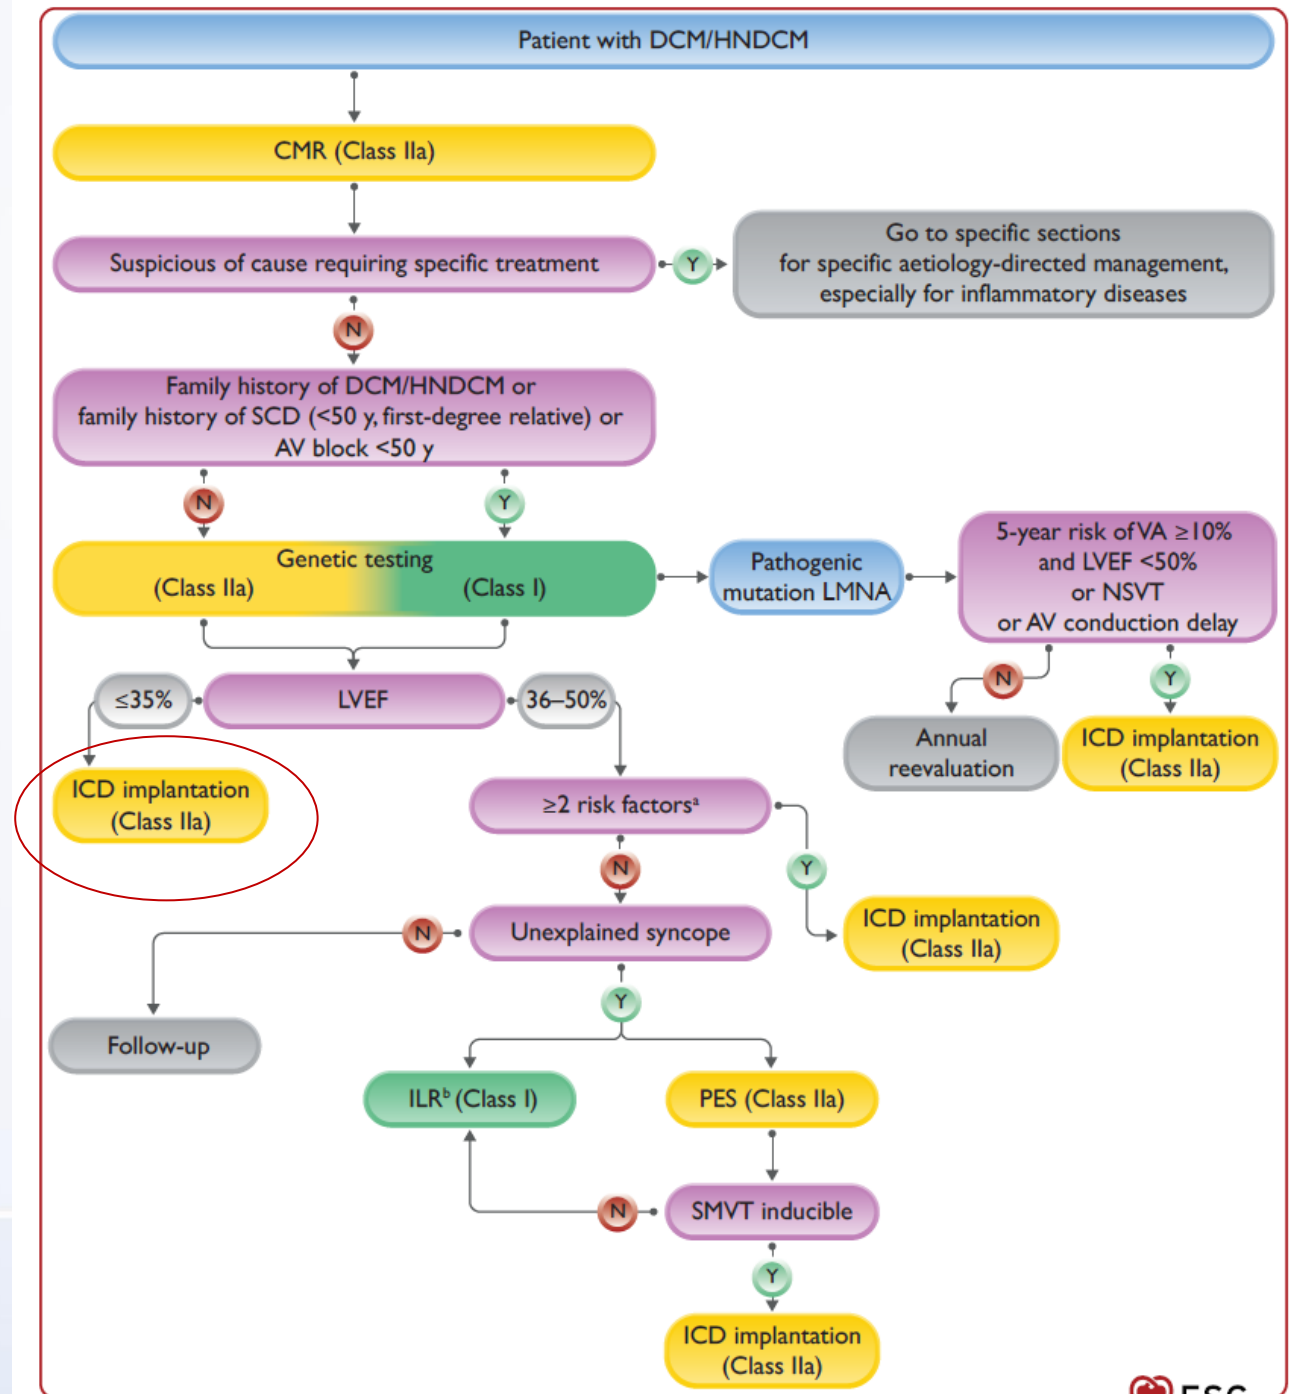 Patient with DCM/HNDCM
CMR (Class IIa)
Suspicious of cause requiring specific treatment
Y
Go to specific sections
for specific aetiology-directed management,
especially for inflammatory diseases
N
Family history of DCM/HNDCM or
family history of SCD (<50 y, first-degree relative) or
AV block <50 y
N
Y
Genetic testing
(Class IIa)
(Class I)
Pathogenic
mutation LMNA
5-year risk of VA ≥10%
and LVEF <50%
or NSVT
or AV conduction delay
N
Y
Annual
reevaluation
ICD implantation
(Class IIa)
≤35%
LVEF
36–50%
ICD implantation
(Class IIa)
≥2 risk factorsᵃ
N
Y
ICD implantation
(Class IIa)
Unexplained syncope
N
Y
Follow-up
ILRᵇ (Class I)
PES (Class IIa)
N
SMVT inducible
Y
ICD implantation
(Class IIa)
ESC